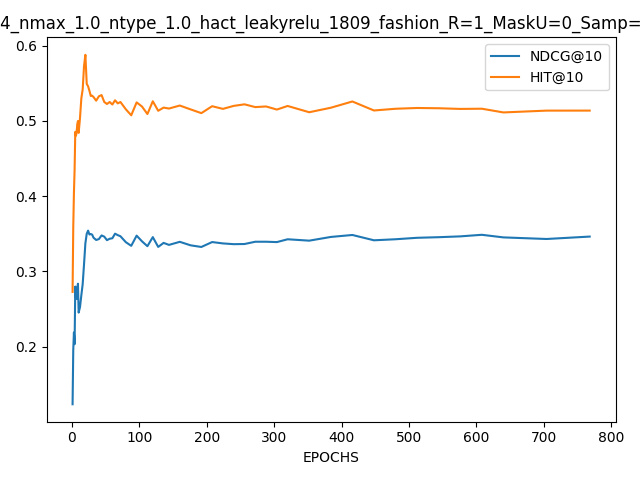 4_nmax_1.0_ntype_1.0_hact_leakyrelu_1809_fashion_R=1_MaskU=0_Samp=
NDCG@10
HIT@10
0.6
0.5
0.4
0.3
0.2
0 100 200 300 400 500 600 700 800
EPOCHS